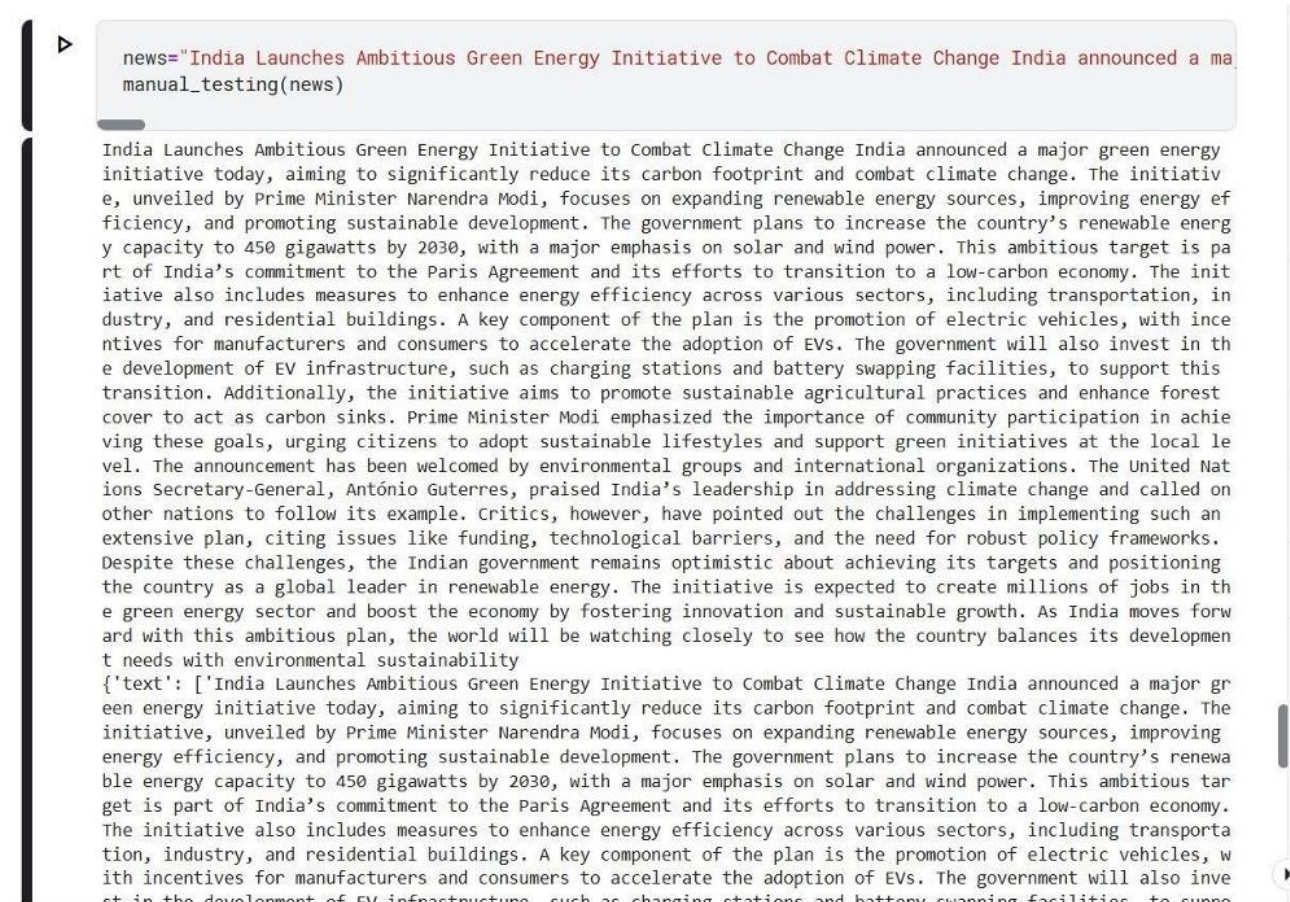 news="India Launches Ambitious Green Energy Initiative to Combat Climate Change India announced a ma
manual_testing(news)
India Launches Ambitious Green Energy Initiative to Combat Climate Change India announced a major green energy
initiative today, aiming to significantly reduce its carbon footprint and combat climate change. The initiativ
e, unveiled by Prime Minister Narendra Modi, focuses on expanding renewable energy sources, improving energy ef
ficiency, and promoting sustainable development. The government plans to increase the country’s renewable energ
y capacity to 450 gigawatts by 2030, with a major emphasis on solar and wind power. This ambitious target is pa
rt of India’s commitment to the Paris Agreement and its efforts to transition to a low-carbon economy. The init
iative also includes measures to enhance energy efficiency across various sectors, including transportation, in
dustry, and residential buildings. A key component of the plan is the promotion of electric vehicles, with ince
ntives for manufacturers and consumers to accelerate the adoption of EVs. The government will also invest in th
e development of EV infrastructure, such as charging stations and battery swapping facilities, to support this
transition. Additionally, the initiative aims to promote sustainable agricultural practices and enhance forest
cover to act as carbon sinks. Prime Minister Modi emphasized the importance of community participation in achie
ving these goals, urging citizens to adopt sustainable lifestyles and support green initiatives at the local le
vel. The announcement has been welcomed by environmental groups and international organizations. The United Nat
ions Secretary-General, António Guterres, praised India’s leadership in addressing climate change and called on
other nations to follow its example. Critics, however, have pointed out the challenges in implementing such an
extensive plan, citing issues like funding, technological barriers, and the need for robust policy frameworks.
Despite these challenges, the Indian government remains optimistic about achieving its targets and positioning
the country as a global leader in renewable energy. The initiative is expected to create millions of jobs in th
e green energy sector and boost the economy by fostering innovation and sustainable growth. As India moves forw
ard with this ambitious plan, the world will be watching closely to see how the country balances its developmen
t needs with environmental sustainability
{'text': ['India Launches Ambitious Green Energy Initiative to Combat Climate Change India announced a major gr
een energy initiative today, aiming to significantly reduce its carbon footprint and combat climate change. The
initiative, unveiled by Prime Minister Narendra Modi, focuses on expanding renewable energy sources, improving
energy efficiency, and promoting sustainable development. The government plans to increase the country’s renewa
ble energy capacity to 450 gigawatts by 2030, with a major emphasis on solar and wind power. This ambitious tar
get is part of India’s commitment to the Paris Agreement and its efforts to transition to a low-carbon economy.
The initiative also includes measures to enhance energy efficiency across various sectors, including transporta
tion, industry, and residential buildings. A key component of the plan is the promotion of electric vehicles, w
ith incentives for manufacturers and consumers to accelerate the adoption of EVs. The government will also inve
st in the development of EV infrastructure, such as charging stations and battery swapping facilities, to suppo